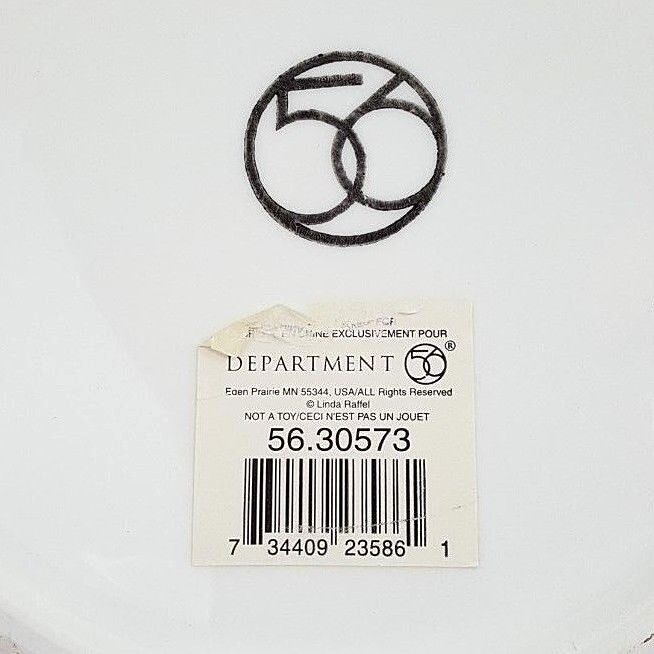 56
FOR
EXCLUSIVEMENT POUR
DEPARTMENT 56®
Eden Prairie MN 55344, USA/ALL Rights Reserved
© Linda Raffel
NOT A TOY/CECI N'EST PAS UN JOUET
56.30573
7 34409 23586 1